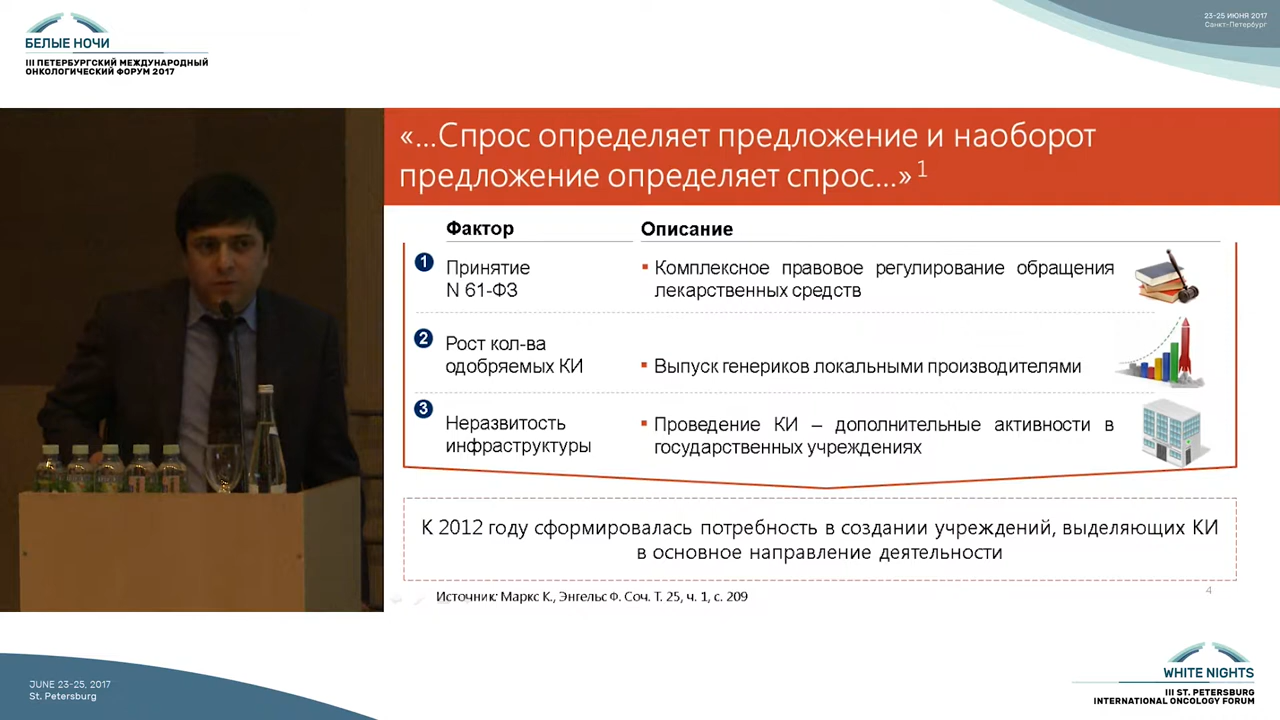 БЕЛЫЕ НОЧИ
III ПЕТЕРБУРГСКИЙ МЕЖДУНАРОДНЫЙ
ОНКОЛОГИЧЕСКИЙ ФОРУМ 2017
23-25 ИЮНЯ 2017
Санкт-Петербург
«...Спрос определяет предложение и наоборот
предложение определяет спрос...»1
Фактор Описание
1 Принятие
N 61-ФЗ
▪ Комплексное правовое регулирование обращения
лекарственных средств
2 Рост кол-ва
одобряемых КИ
▪ Выпуск генериков локальными производителями
3 Неразвитость
инфраструктуры
▪ Проведение КИ – дополнительные активности в
государственных учреждениях
К 2012 году сформировалась потребность в создании учреждений, выделяющих КИ
в основное направление деятельности
Источник: Маркс К., Энгельс Ф. Соч. Т. 25, ч. 1, с. 209
4
JUNE 23-25, 2017
St. Petersburg
WHITE NIGHTS
III ST. PETERSBURG
INTERNATIONAL ONCOLOGY FORUM